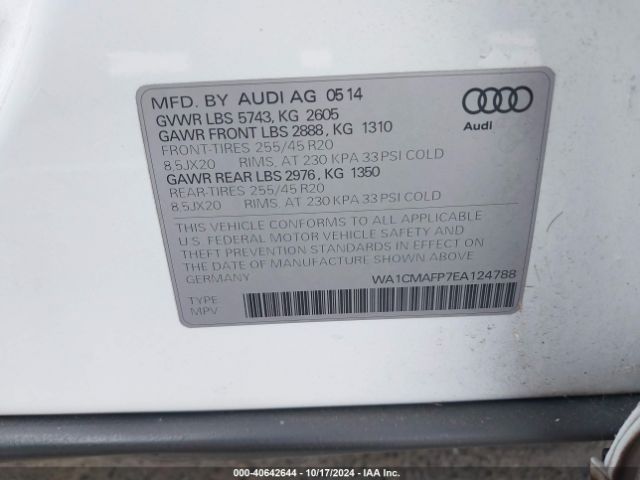 MFD. BY AUDI AG 05 14
GVWR LBS 5743, KG 2605
GAWR FRONT LBS 2888, KG 1310
FRONT-TIRES 255/45 R20
8,5JX20 RIMS, AT 230 KPA 33 PSI COLD
GAWR REAR LBS 2976, KG 1350
REAR-TIRES 255/45 R20
8,5JX20 RIMS, AT 230 KPA 33 PSI COLD
Audi
THIS VEHICLE CONFORMS TO ALL APPLICABLE
U.S. FEDERAL MOTOR VEHICLE SAFETY AND
THEFT PREVENTION STANDARDS IN EFFECT ON
THE DATE OF MANUFACTURE SHOWN ABOVE
GERMANY WA1CMAFP7EA124788
TYPE
MPV
000-40642644 | 10/17/2024 | IAA Inc.